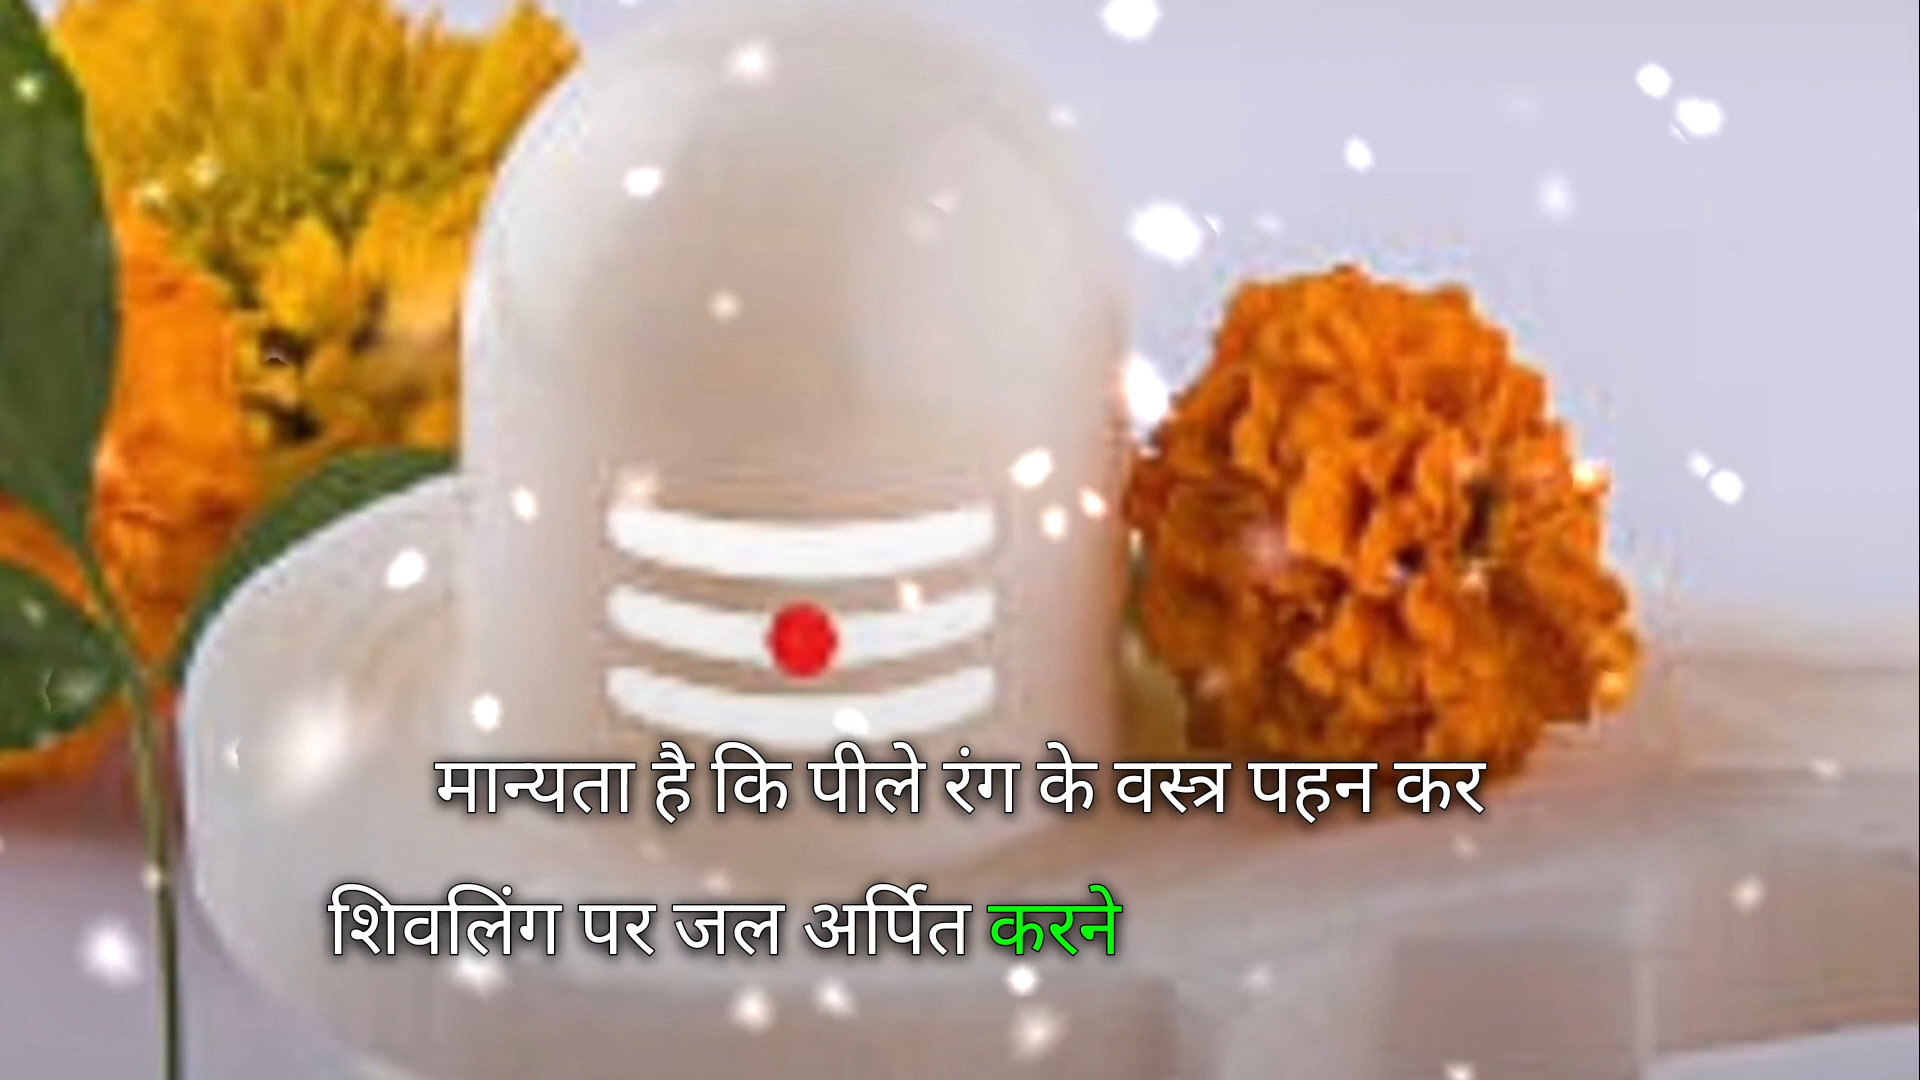 मान्यता है कि पीले रंग के वस्त्र पहन कर
शिवलिंग पर जल अर्पित करने